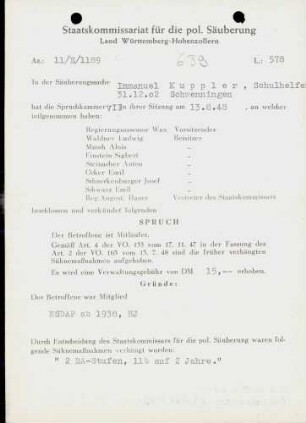 Staatskommissariat für die pol. Säuberung
Land Württemberg-Hohenzollern
Az.: 11/E/1189 639 L: 578
In der Säuberungssache Immanuel Kuppler, Schulhelfer
31.12.02 Schwenningen
hat die Spruchkammer VII in ihrer Sitzung am 13.8.48 , an welcher
teilgenommen haben:
Regierungsassessor Wax Vorsitzender
Waldner Ludwig Beisitzer
Mauch Alois
Einstein Sigbert
Steinacher Anton
Ocker Emil
Schneckenburger Josef
Schwarz Emil
Reg. August. Hauer Vertreter des Staatskommissars
beschlossen und verkündet folgenden
SPRUCH
Der Betroffene ist Mitläufer.
Gemäß Art. 4 der VO. 133 vom 17. 11. 47 in der Fassung des
Art. 2 der VO. 165 vom 13. 7. 48 sind die früher verhängten
Sühnemaßnahmen aufgehoben.
Es wird eine Verwaltungsgebühr von DM 15,-- erhoben.
Gründe:
Der Betroffene war Mitglied
NSDAP ab 1938, HJ
Durch Entscheidung des Staatskommissars für die pol. Säuberung waren fol-
gende Sühnemaßnahmen verhängt worden:
" 2 DA-Stufen, 11b auf 2 Jahre."